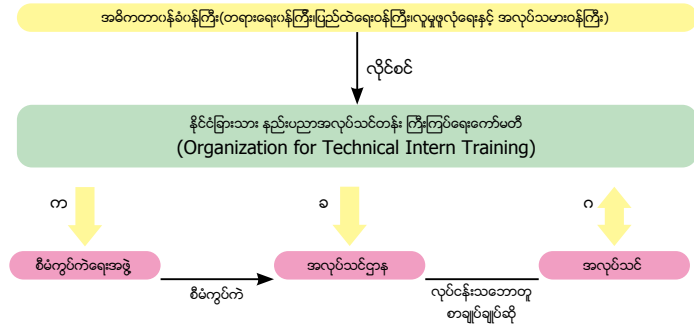 အဓိကတာဝန်ခံဝန်ကြီး(တရားရေးဝန်ကြီး၊ပြည်ထဲရေးဝန်ကြီး၊လူမှုဖူလုံရေးနှင့် အလုပ်သမားဝန်ကြီး)
လိုင်စင်
နိုင်ငံခြားသား နည်းပညာအလုပ်သင်တန်း ကြီးကြပ်ရေးကော်မတီ
(Organization for Technical Intern Training)
က
ခ
ဂ
စီမံကွပ်ကဲရေးအဖွဲ့
အလုပ်သင်ဌာန
အလုပ်သင်
စီမံကွပ်ကဲ
လုပ်ငန်းသဘောတူ
စာချုပ်ချုပ်ဆို